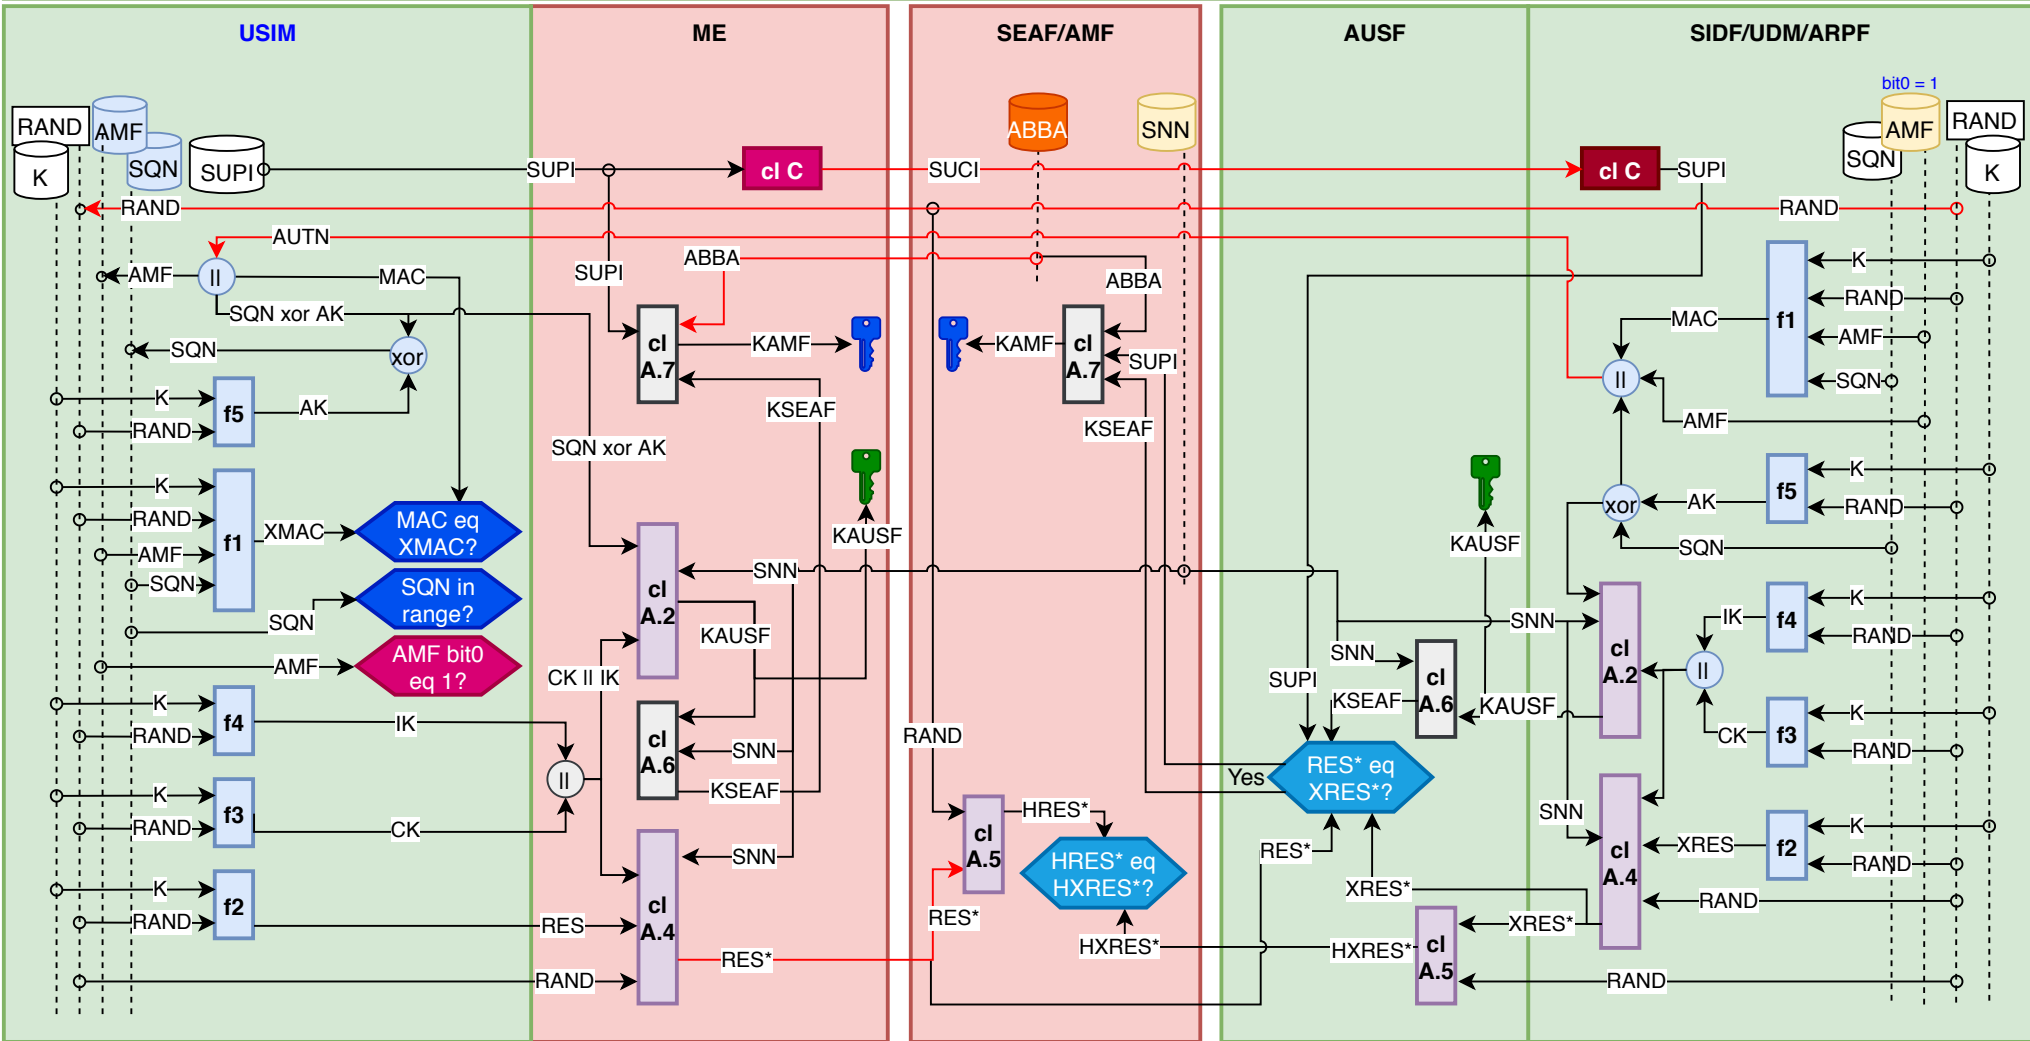 USIM
ME
SEAF/AMF
AUSF
SIDF/UDM/ARPF
bit0 = 1
RAND
AMF
K
SQN
SUPI
SUPI
cl C
SUCI
ABBA
SNN
cl C
SUPI
SQN
AMF
RAND
K
RAND
RAND
AUTN
||
AMF
MAC
SQN xor AK
SQN
xor
K
RAND
f5
AK
K
RAND
AMF
SQN
f1
XMAC
MAC eq
XMAC?
SQN in
range?
SQN
AMF
AMF bit0
eq 1?
K
RAND
f4
IK
K
RAND
f3
CK
K
RAND
f2
RES
RAND
SUPI
ABBA
cl
A.7
KAMF
KSEAF
SQN xor AK
KAUSF
SNN
cl
A.2
KAUSF
CK || IK
||
cl
A.6
SNN
KSEAF
SNN
cl
A.4
RES*
ABBA
KAMF
cl
A.7
SUPI
KSEAF
RAND
cl
A.5
HRES*
HRES* eq
HXRES*?
RES*
HXRES*
KAUSF
SNN
SUPI
KSEAF
cl
A.6
KAUSF
Yes
RES* eq
XRES*?
RES*
XRES*
HXRES*
cl
A.5
XRES*
RAND
K
RAND
AMF
SQN
f1
MAC
||
AMF
K
RAND
f5
AK
xor
SQN
SNN
cl
A.2
K
RAND
f4
IK
||
K
RAND
f3
CK
SNN
cl
A.4
XRES
K
RAND
f2
RAND